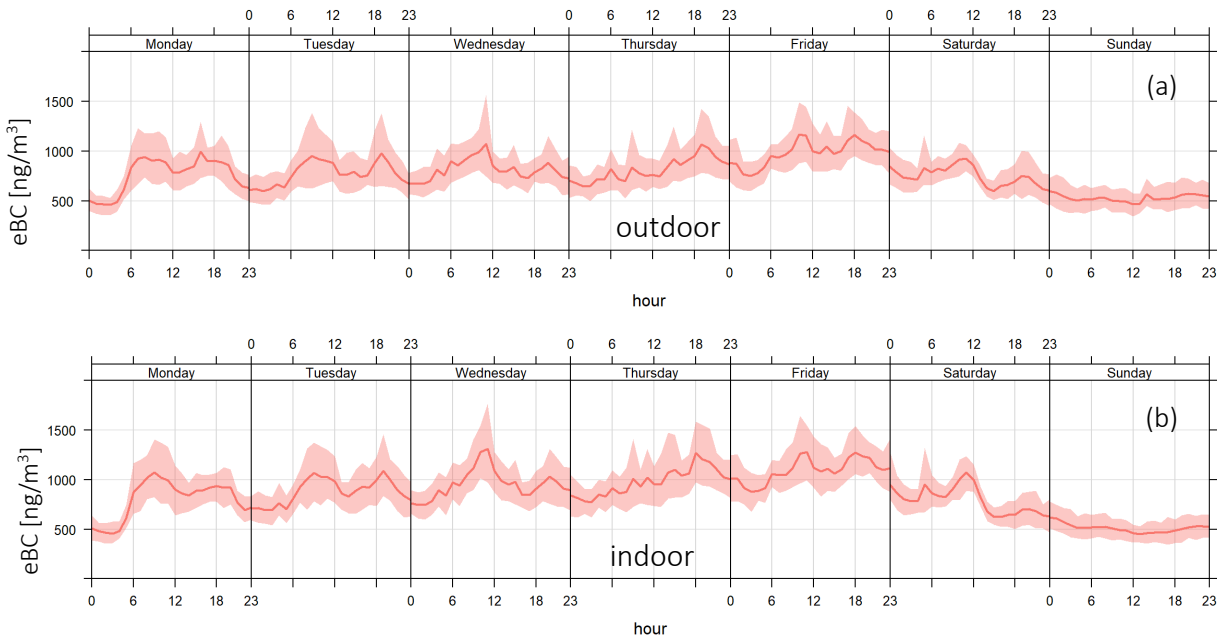 0 6 12 18 23 0 6 12 18 23 0 6 12 18 23
Monday Tuesday Wednesday Thursday Friday Saturday Sunday
(a)
1500
1000
500
eBC [ng/m³]
outdoor
0 6 12 18 23 0 6 12 18 23 0 6 12 18 23 0 6 12 18 23
hour
0 6 12 18 23 0 6 12 18 23 0 6 12 18 23
Monday Tuesday Wednesday Thursday Friday Saturday Sunday
(b)
1500
1000
500
eBC [ng/m³]
indoor
0 6 12 18 23 0 6 12 18 23 0 6 12 18 23 0 6 12 18 23
hour